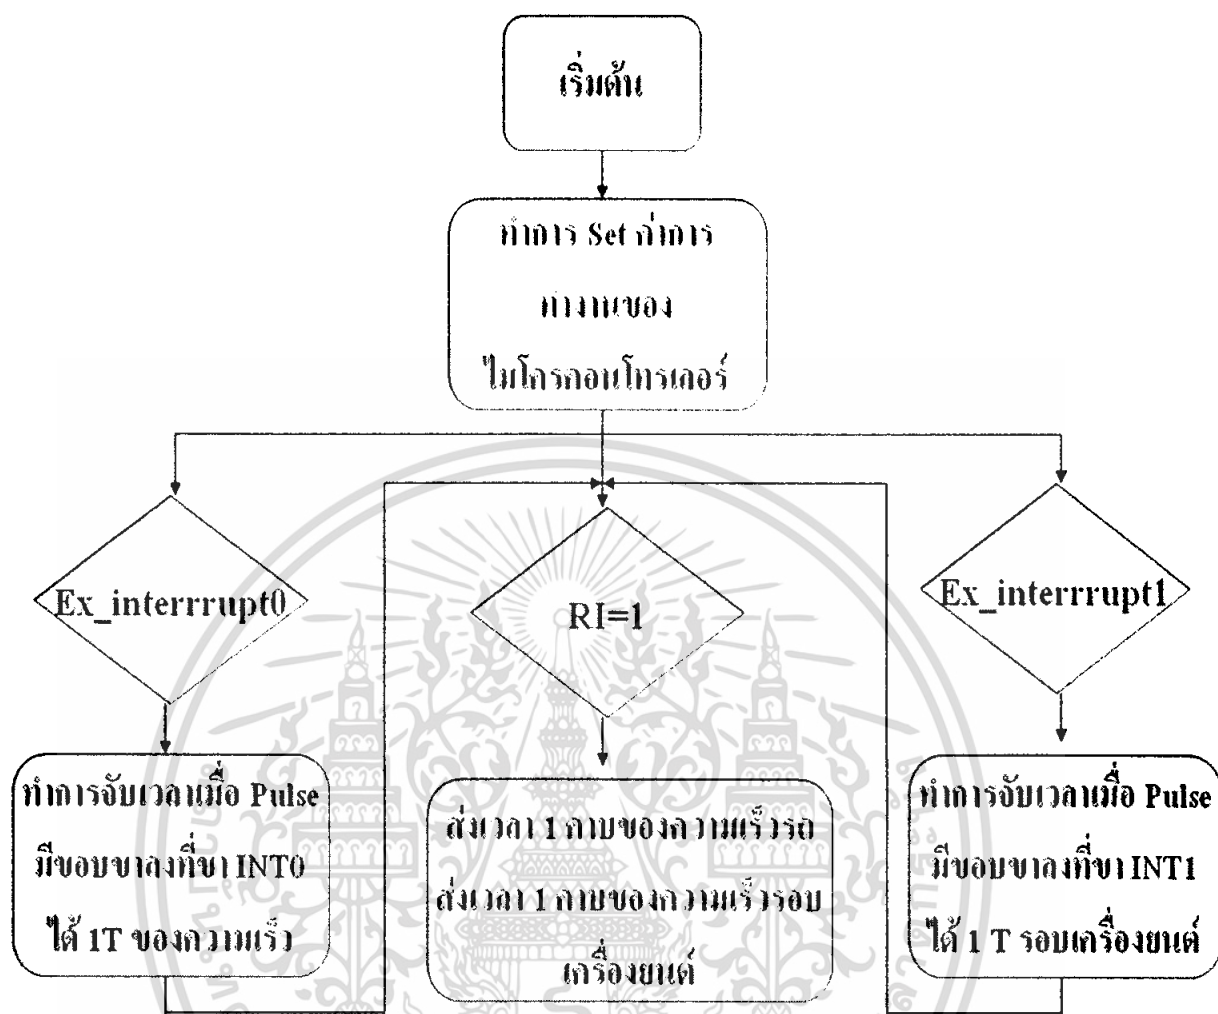 เริ่มต้น
ทำการ Set ค่าการ
ทำงานของ
ไมโครคอนโทรเลอร์
Ex_interrrupt0
RI=1
Ex_interrrupt1
ทำการจับเวลาเมื่อ Pulse
มีขอบขาลงที่ขา INT0
ได้ 1T ของความเร็ว
ส่งเวลา 1 คาบของความเร็วรถ
ส่งเวลา 1 คาบของความเร็วรอบ
เครื่องยนต์
ทำการจับเวลาเมื่อ Pulse
มีขอบขาลงที่ขา INT1
ได้ 1 T รอบเครื่องยนต์